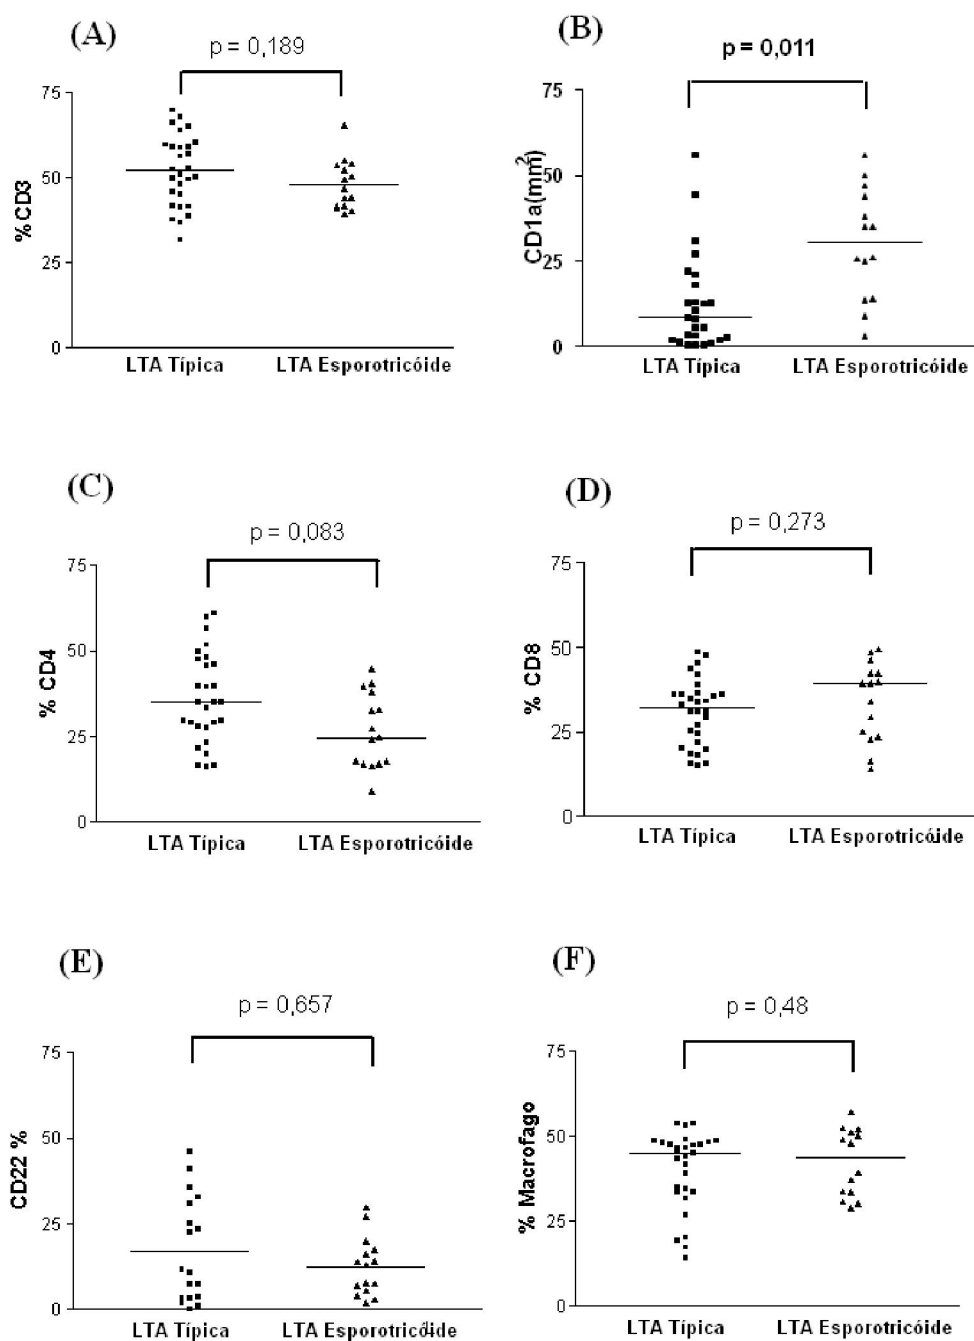 (A)
p = 0,189
75
50
25
0
%CD3
LTA Típica
LTA Esporotricóide
(B)
p = 0,011
75
50
25
0
CD1a(mm²)
LTA Típica
LTA Esporotricóide
(C)
p = 0,083
75
50
25
0
% CD4
LTA Típica
LTA Esporotricóide
(D)
p = 0,273
75
50
25
0
% CD8
LTA Típica
LTA Esporotricóide
(E)
p = 0,657
75
50
25
0
CD22 %
LTA Típica
LTA Esporotricóide
(F)
p = 0,48
75
50
25
0
% Macrofago
LTA Típica
LTA Esporotricóide